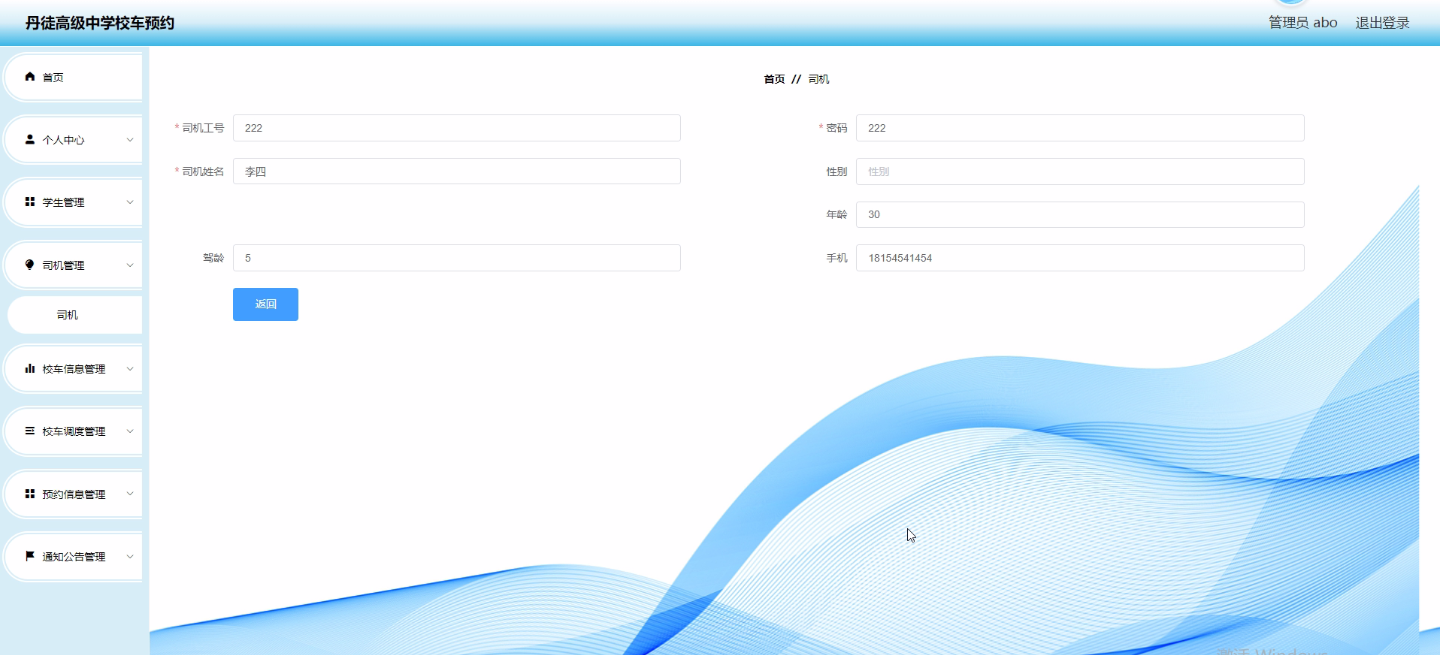 丹徒高级中学校车预约
管理员 abo 退出登录
首页
个人中心
学生管理
司机管理
司机
校车信息管理
校车调度管理
预约信息管理
通知公告管理
首页 // 司机
* 司机工号 222
* 密码 222
* 司机姓名 李四
性别 性别
年龄 30
驾龄 5
手机 18154541454
返回
激活 Windows